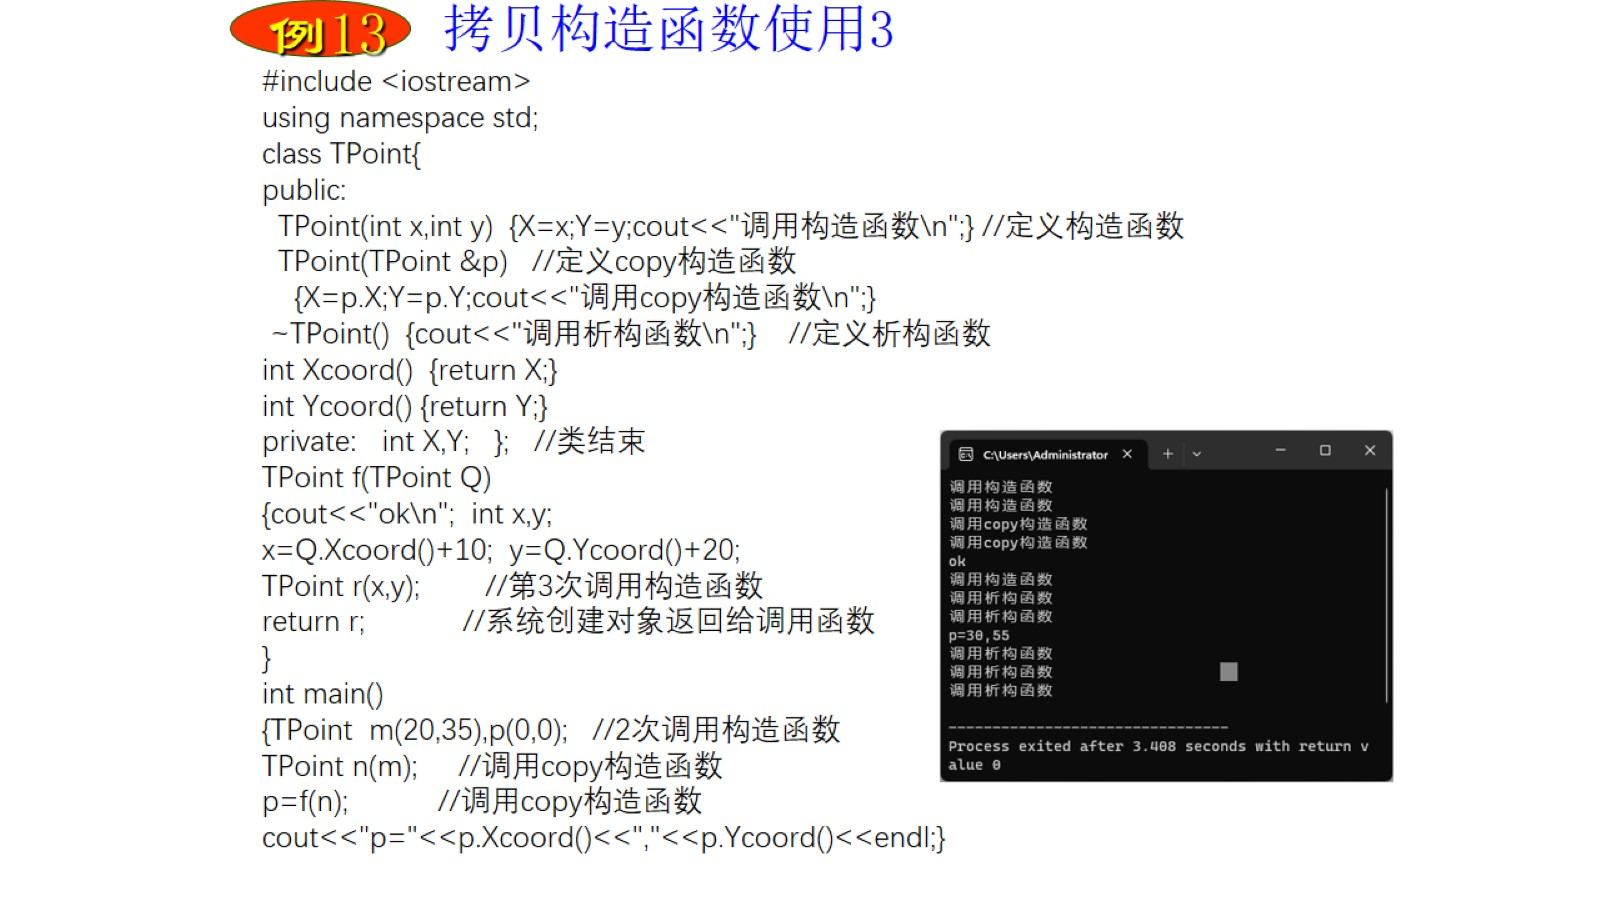 例13 拷贝构造函数使用3
#include <iostream>
using namespace std;
class TPoint{
public:
TPoint(int x,int y) {X=x;Y=y;cout<<"调用构造函数\n";} //定义构造函数
TPoint(TPoint &p) //定义copy构造函数
{X=p.X;Y=p.Y;cout<<"调用copy构造函数\n";}
~TPoint() {cout<<"调用析构函数\n";} //定义析构函数
int Xcoord() {return X;}
int Ycoord() {return Y;}
private: int X,Y; }; //类结束
TPoint f(TPoint Q)
{cout<<"ok\n"; int x,y;
x=Q.Xcoord()+10; y=Q.Ycoord()+20;
TPoint r(x,y); //第3次调用构造函数
return r; //系统创建对象返回给调用函数
}
int main()
{TPoint m(20,35),p(0,0); //2次调用构造函数
TPoint n(m); //调用copy构造函数
p=f(n); //调用copy构造函数
cout<<"p="<<p.Xcoord()<<","<<p.Ycoord()<<endl;}
C:\Users\Administrator
调用构造函数
调用构造函数
调用copy构造函数
调用copy构造函数
ok
调用构造函数
调用析构函数
调用析构函数
p=30,55
调用析构函数
调用析构函数
调用析构函数
--------------------------------
Process exited after 3.408 seconds with return v
alue 0